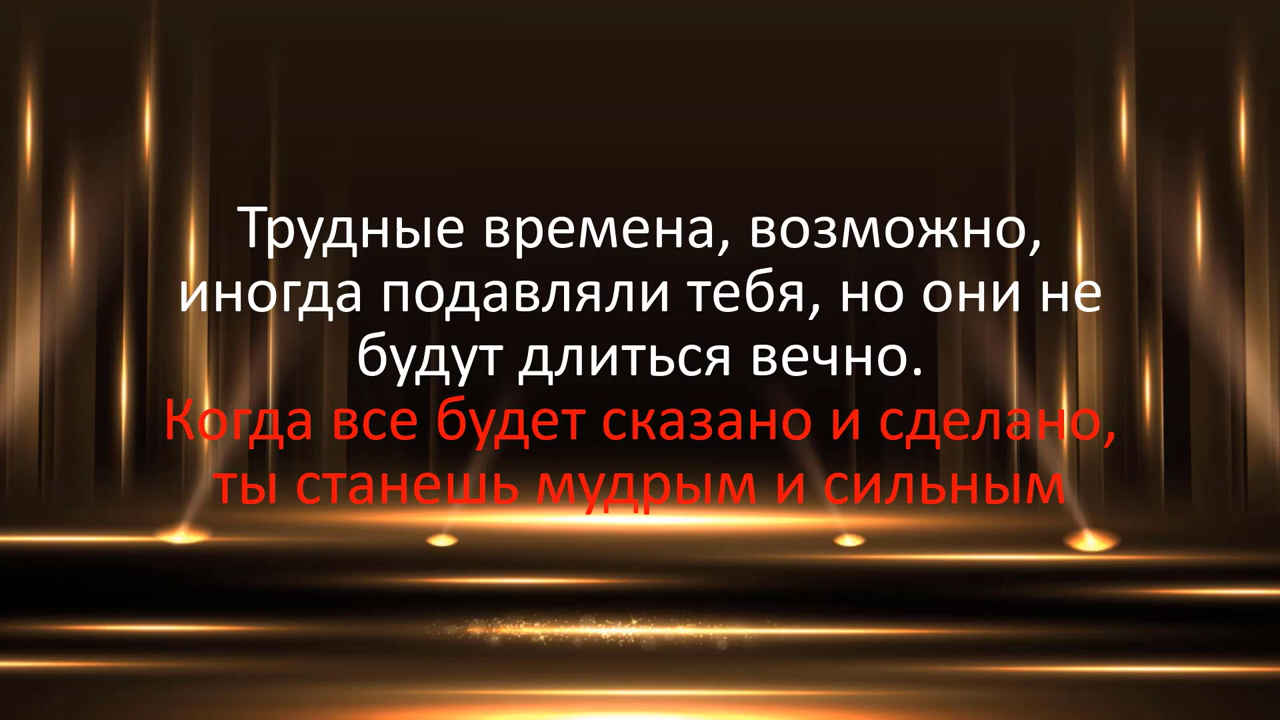 Трудные времена, возможно,
иногда подавляли тебя, но они не
будут длиться вечно.
Когда все будет сказано и сделано,
ты станешь мудрым и сильным